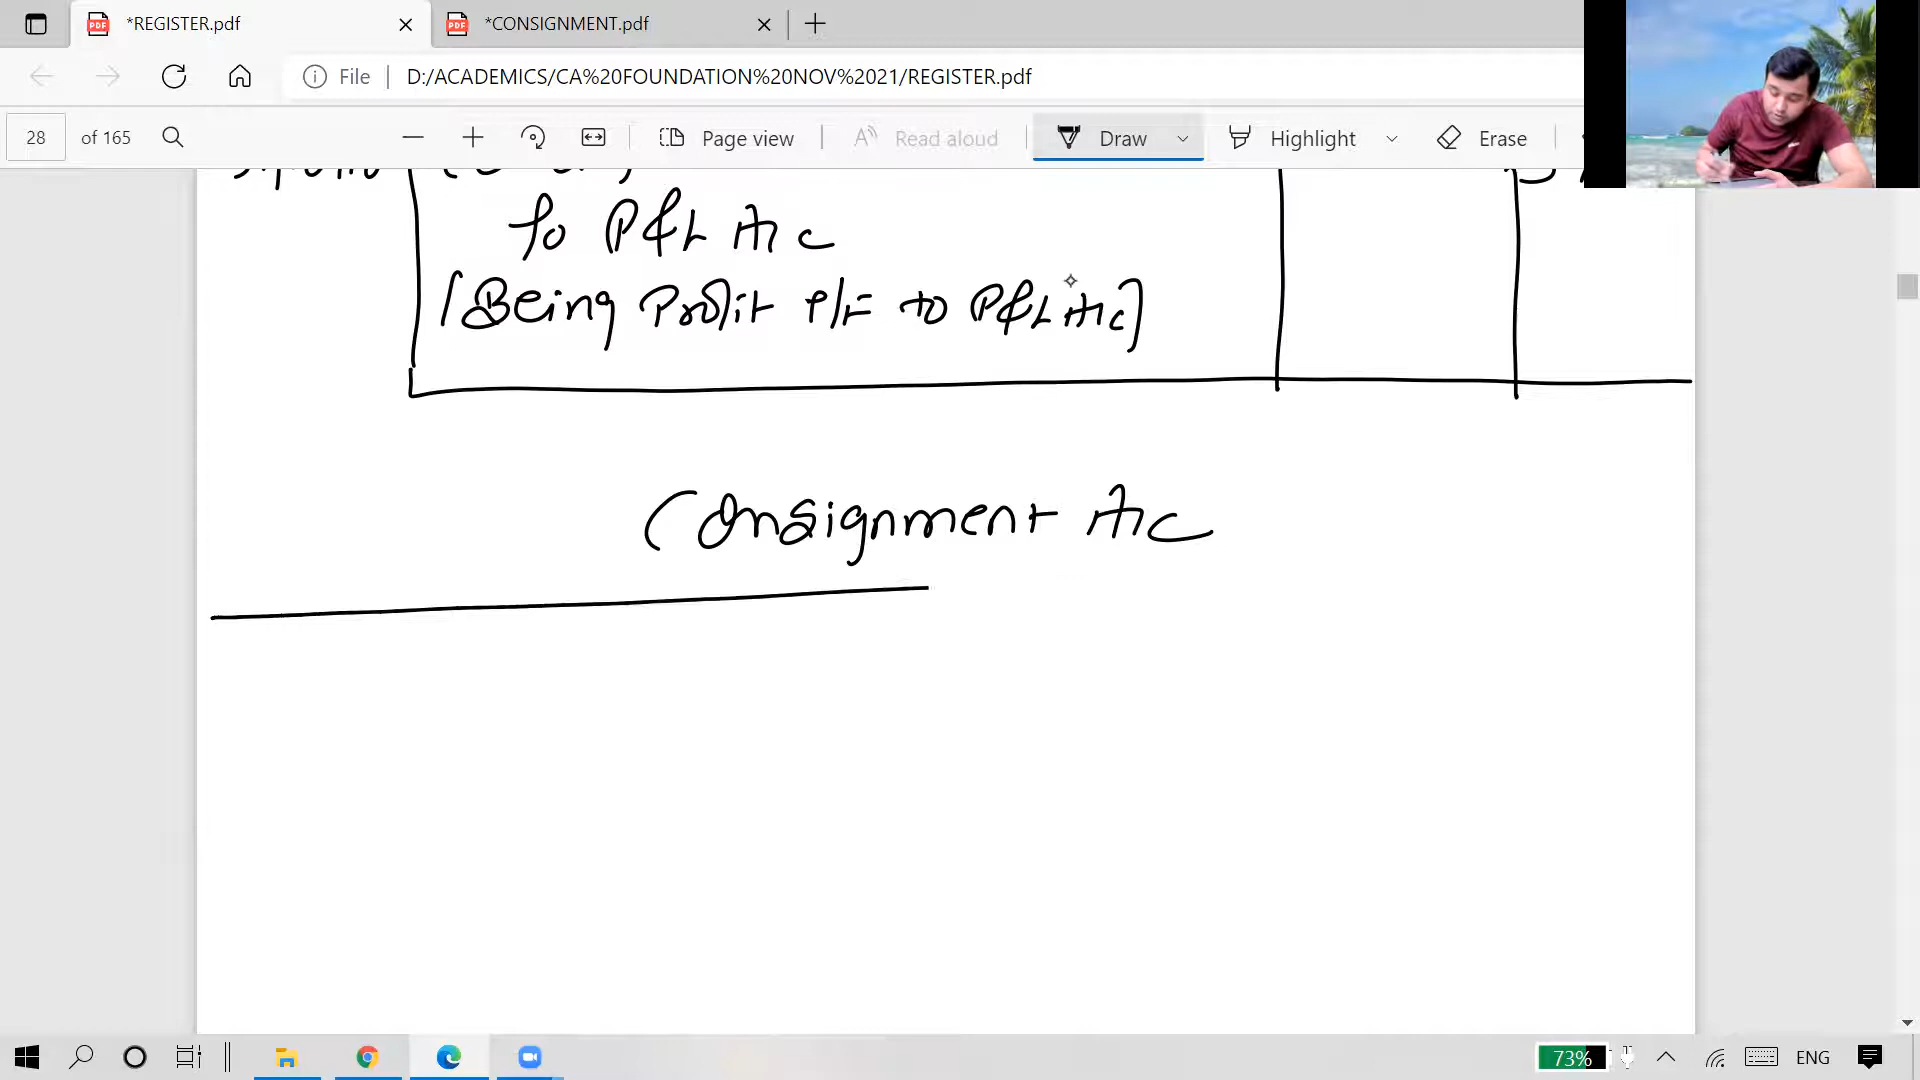 *REGISTER.pdf
*CONSIGNMENT.pdf
File
D:/ACADEMICS/CA%20FOUNDATION%20NOV%2021/REGISTER.pdf
28 of 165
Page view
Read aloud
Draw
Highlight
Erase
To P&L A/c
[Being Profit t/f to P&L A/c]
Consignment A/c
73%
ENG